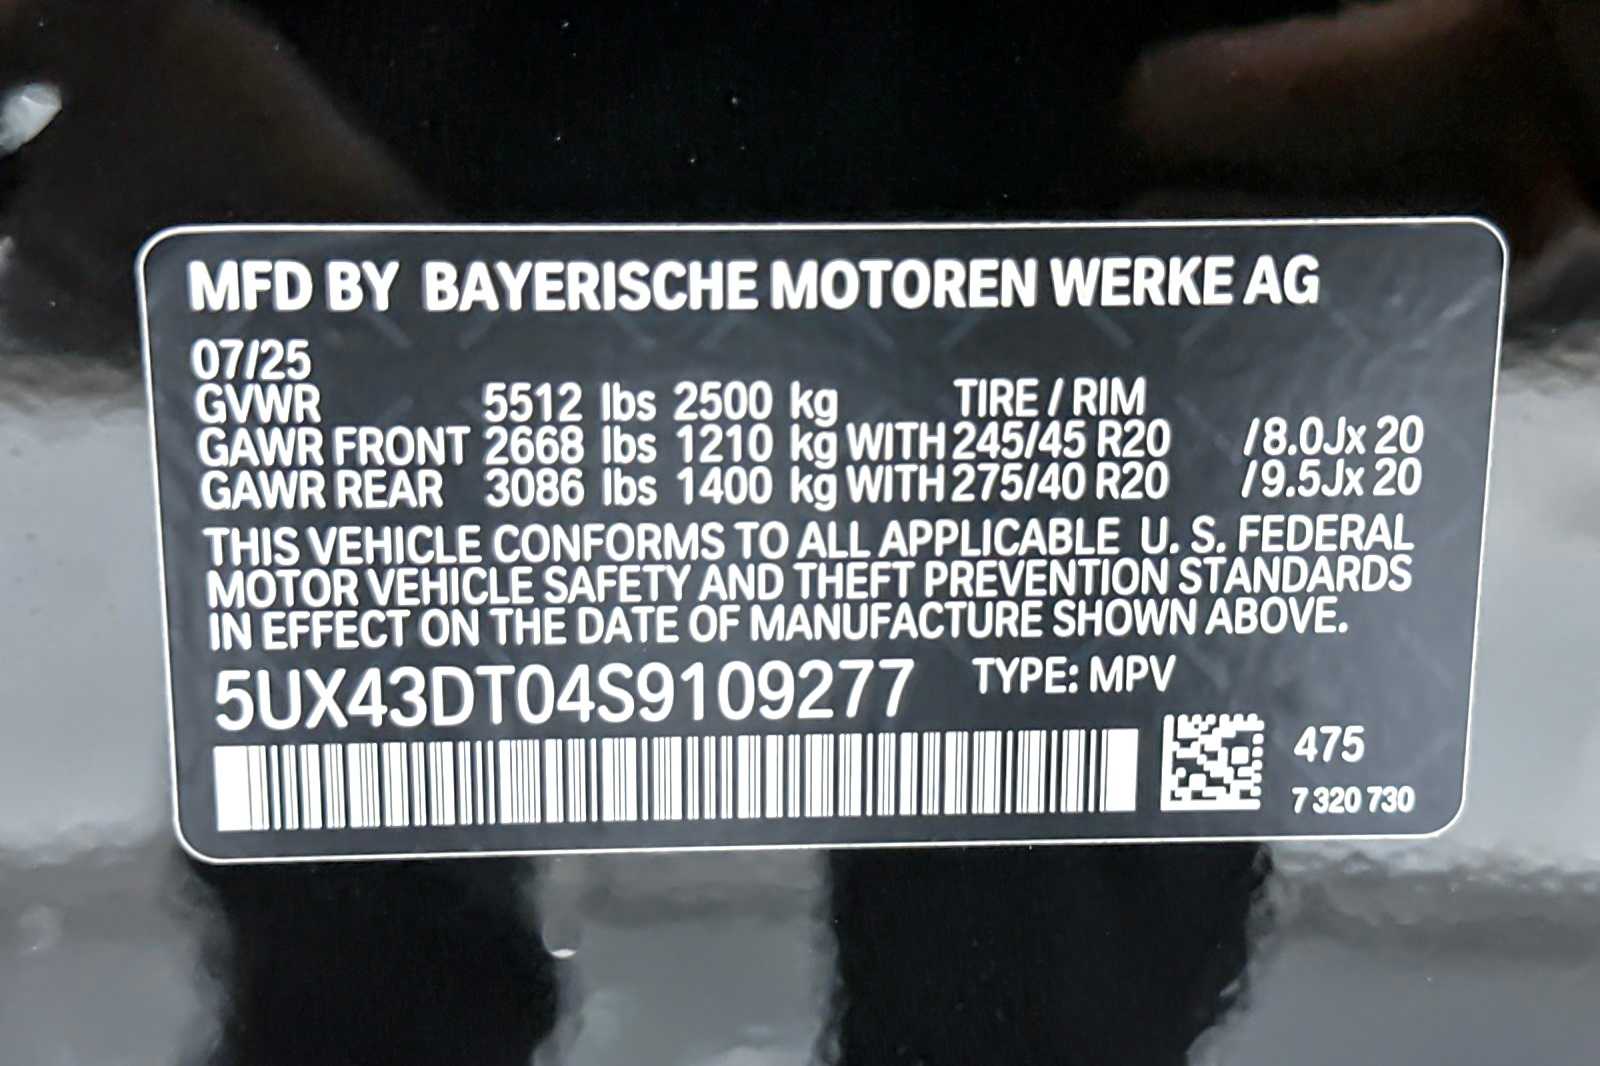 MFD BY BAYERISCHE MOTOREN WERKE AG
07/25
GVWR 5512 lbs 2500 kg TIRE / RIM
GAWR FRONT 2668 lbs 1210 kg WITH 245/45 R20 /8.0Jx 20
GAWR REAR 3086 lbs 1400 kg WITH 275/40 R20 /9.5Jx 20
THIS VEHICLE CONFORMS TO ALL APPLICABLE U. S. FEDERAL
MOTOR VEHICLE SAFETY AND THEFT PREVENTION STANDARDS
IN EFFECT ON THE DATE OF MANUFACTURE SHOWN ABOVE.
5UX43DT04S9109277 TYPE: MPV
475
7 320 730